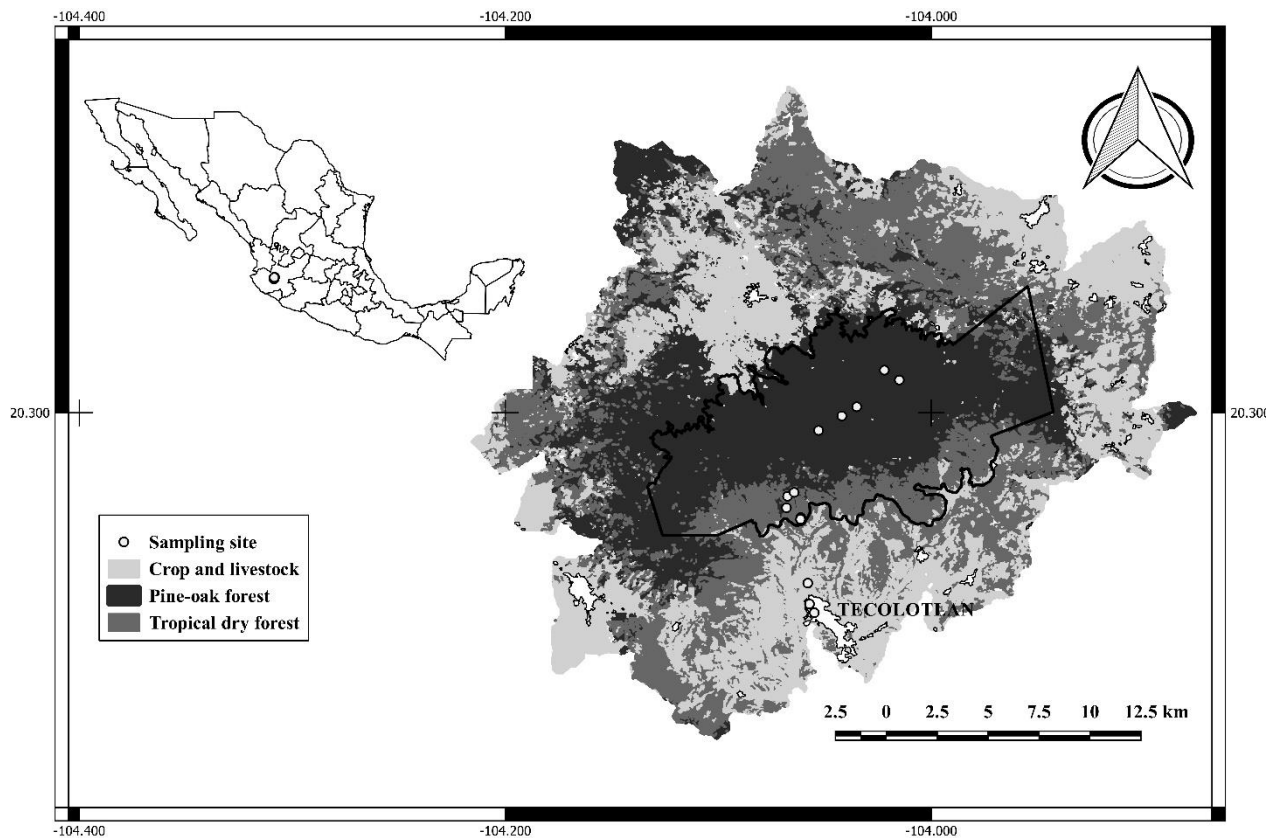 -104.400 -104.200 -104.000
20.300 20.300
Sampling site
Crop and livestock
Pine-oak forest
Tropical dry forest
TECOLOTLAN
2.5 0 2.5 5 7.5 10 12.5 km
-104.400 -104.200 -104.000